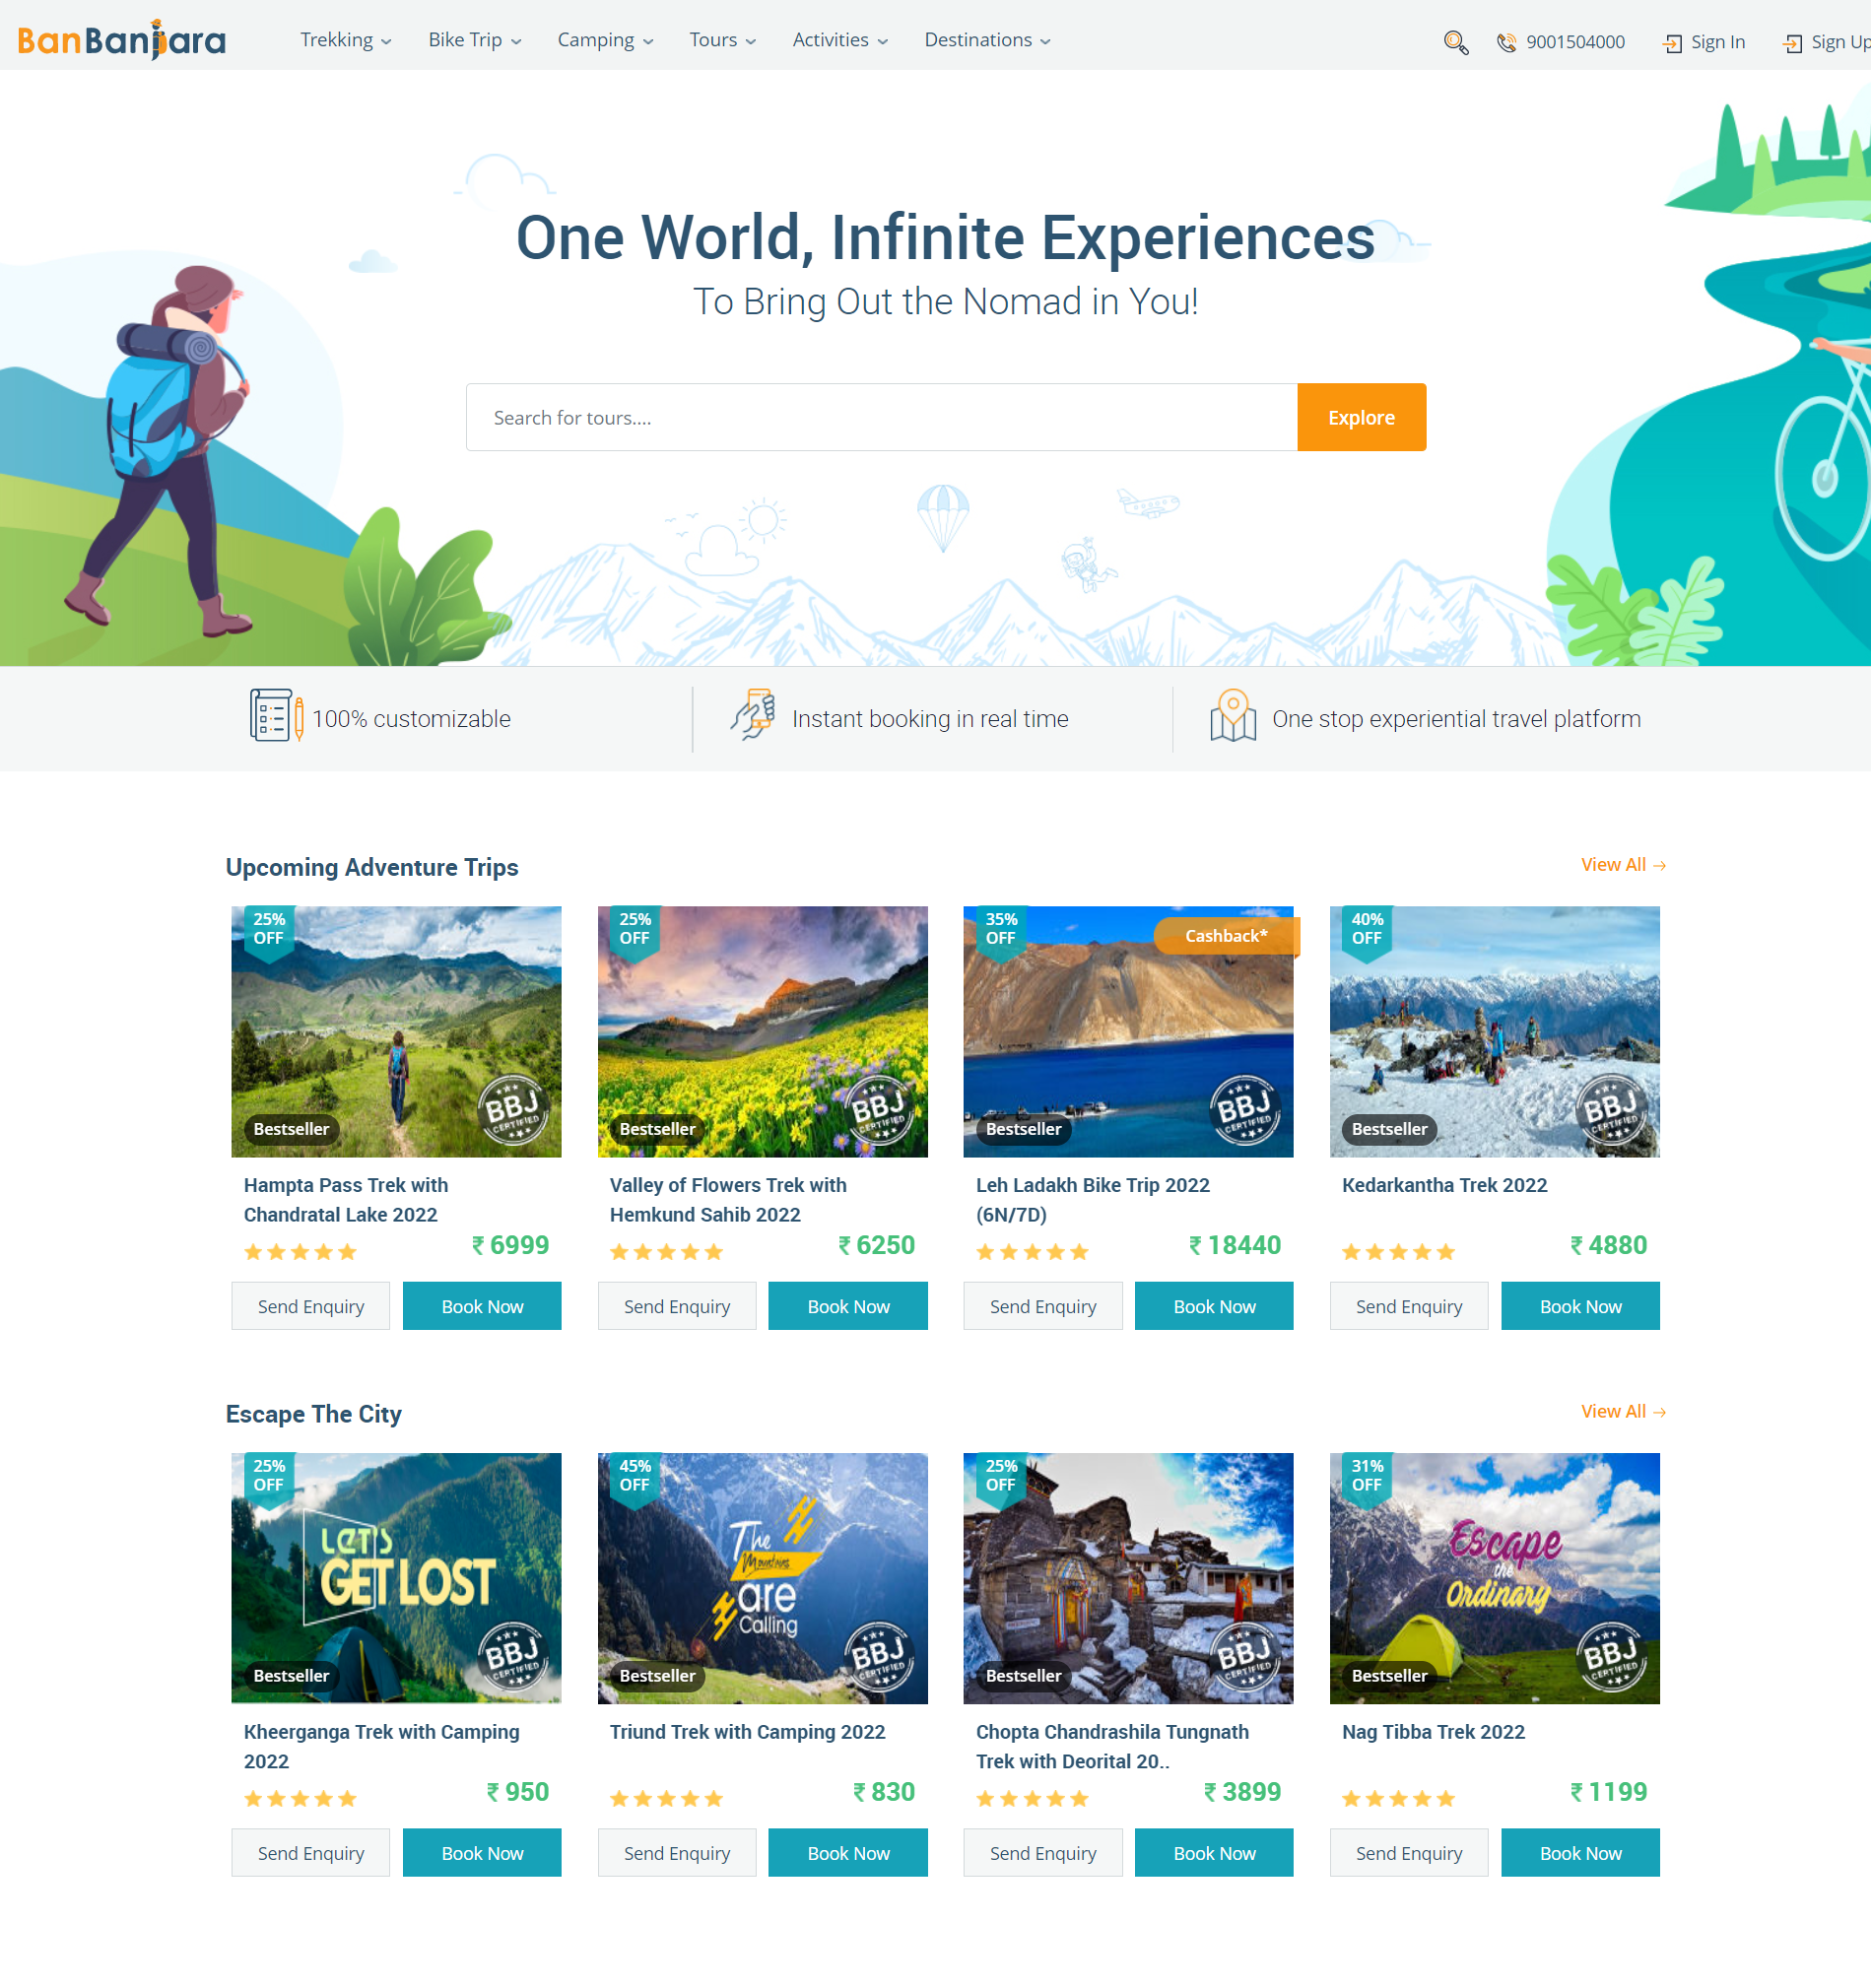 BanBanjara
Trekking
Bike Trip
Camping
Tours
Activities
Destinations
9001504000
Sign In
Sign Up
One World, Infinite Experiences
To Bring Out the Nomad in You!
Search for tours....
Explore
100% customizable
Instant booking in real time
One stop experiential travel platform
Upcoming Adventure Trips
View All
25%
OFF
Bestseller
BBJ
CERTIFIED
Hampta Pass Trek with
Chandratal Lake 2022
₹ 6999
Send Enquiry
Book Now
25%
OFF
Bestseller
BBJ
CERTIFIED
Valley of Flowers Trek with
Hemkund Sahib 2022
₹ 6250
Send Enquiry
Book Now
35%
OFF
Cashback*
Bestseller
BBJ
CERTIFIED
Leh Ladakh Bike Trip 2022
(6N/7D)
₹ 18440
Send Enquiry
Book Now
40%
OFF
Bestseller
BBJ
CERTIFIED
Kedarkantha Trek 2022
₹ 4880
Send Enquiry
Book Now
Escape The City
View All
25%
OFF
LET'S
GET LOST
Bestseller
BBJ
CERTIFIED
Kheerganga Trek with Camping
2022
₹ 950
Send Enquiry
Book Now
45%
OFF
The
Mountains
are
Calling
Bestseller
BBJ
CERTIFIED
Triund Trek with Camping 2022
₹ 830
Send Enquiry
Book Now
25%
OFF
Bestseller
BBJ
CERTIFIED
Chopta Chandrashila Tungnath
Trek with Deorital 20..
₹ 3899
Send Enquiry
Book Now
31%
OFF
Escape
the
Ordinary
Bestseller
BBJ
CERTIFIED
Nag Tibba Trek 2022
₹ 1199
Send Enquiry
Book Now